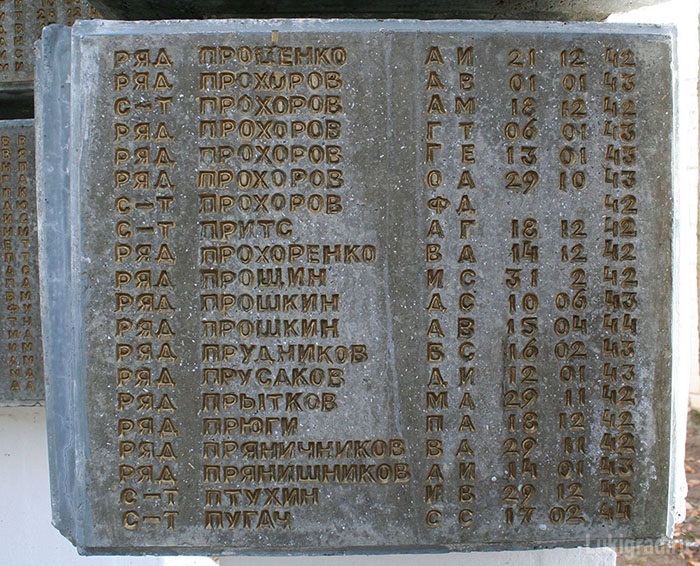 РЯД ПРОШЕНКО А И 21 12 42
РЯД ПРОХОРОВ А В 01 01 43
С-Т ПРОХОРОВ А М 18 12 42
РЯД ПРОХОРОВ Г Т 06 01 43
РЯД ПРОХОРОВ Г Е 13 01 43
РЯД ПРОХОРОВ О А 29 10 43
С-Т ПРОХОРОВ Ф Д 42
С-Т ПРИТС А Г 18 12 42
РЯД ПРОХОРЕНКО В А 14 12 42
РЯД ПРОЩИН И С 31 2 42
РЯД ПРОШКИН Д С 10 06 43
РЯД ПРОШКИН А В 15 04 44
РЯД ПРУДНИКОВ Б С 16 02 43
РЯД ПРУСАКОВ Д И 12 01 43
РЯД ПРЫТКОВ М А 29 11 42
РЯД ПРЮГИ П А 18 12 42
РЯД ПРЯНИЧНИКОВ В А 29 11 42
РЯД ПРЯНИШНИКОВ А И 14 01 43
С-Т ПТУХИН И В 29 12 42
С-Т ПУГАЧ С С 17 02 44